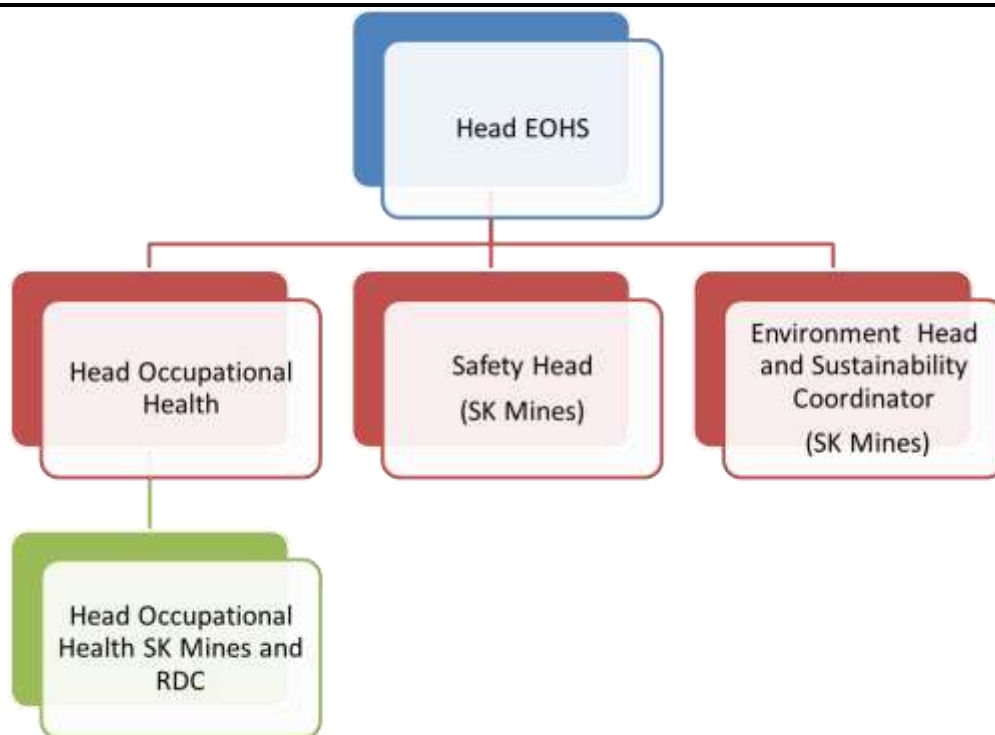 Head EOHS
Head Occupational
Health
Safety Head
(SK Mines)
Environment Head
and Sustainability
Coordinator
(SK Mines)
Head Occupational
Health SK Mines and
RDC